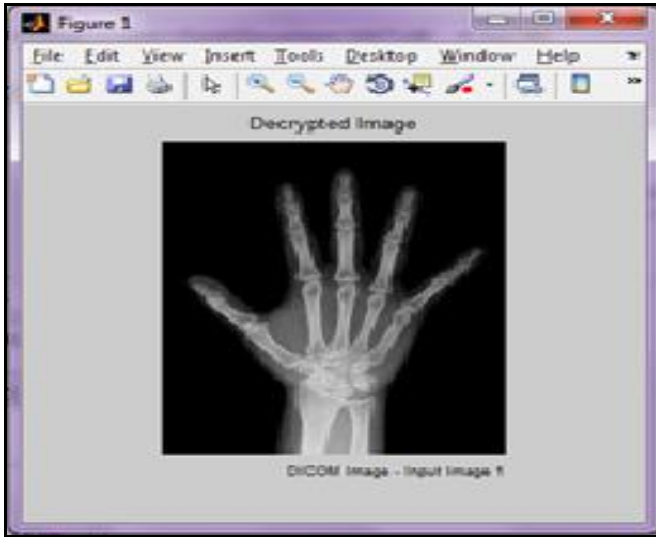 Figure 1
File Edit View Insert Tools Desktop Window Help
Decrypted Image
DICOM Image - Input Image 1